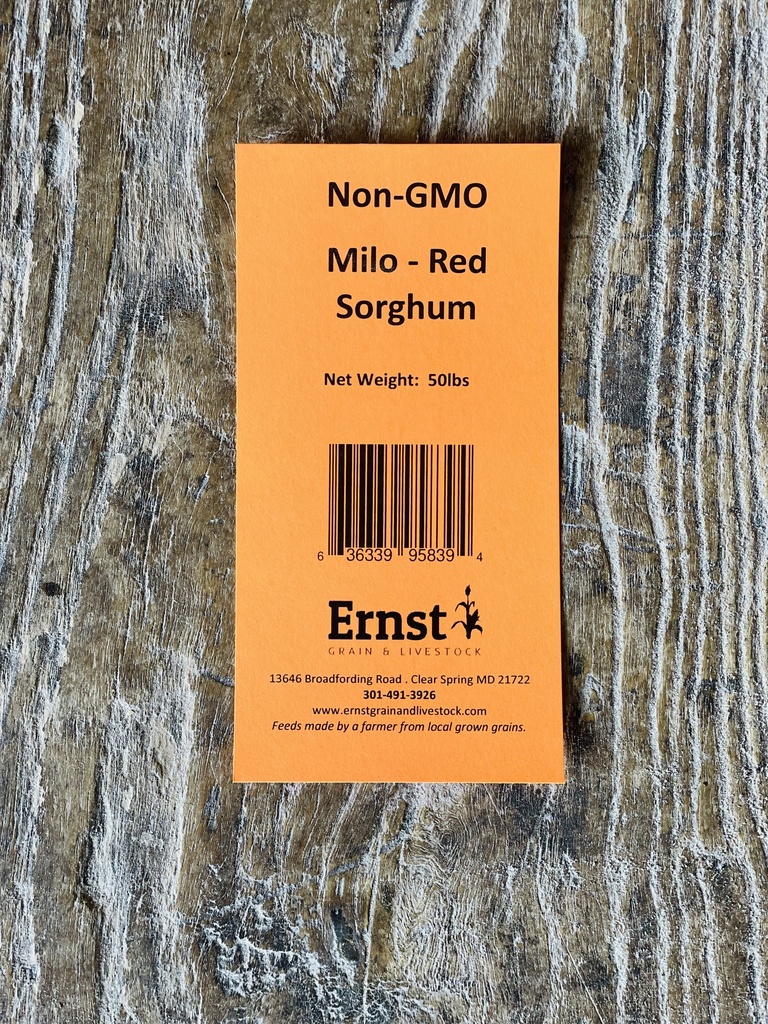 Non-GMO
Milo - Red
Sorghum
Net Weight:  50lbs
6 36339 95839 4
Ernst
GRAIN & LIVESTOCK
13646 Broadfording Road . Clear Spring MD 21722
301-491-3926
www.ernstgrainandlivestock.com
Feeds made by a farmer from local grown grains.